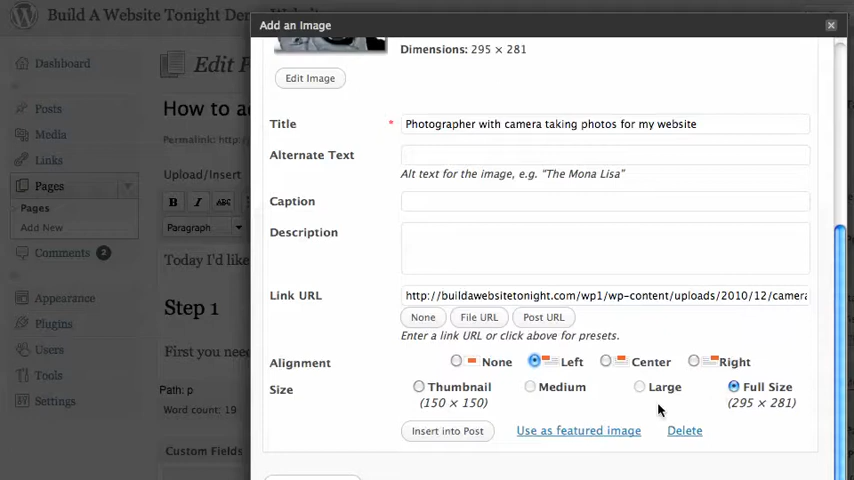 Build A Website Tonight De
Add an Image
Dashboard
Edit
Dimensions: 295 × 281
Edit Image
Posts
How to a
Title * Photographer with camera taking photos for my website
Media
Permalink: http:/
Links
Alternate Text
Upload/Insert
Alt text for the image, e.g. "The Mona Lisa"
Pages
B I ABC
Caption
Pages
Add New
Paragraph
Description
Comments 2
Today I'd like
Link URL http://buildawebsitetonight.com/wp1/wp-content/uploads/2010/12/camera
Appearance
Step 1
None File URL Post URL
Plugins
Enter a link URL or click above for presets.
Users
First you need
Alignment None Left Center Right
Tools
Size Thumbnail Medium Large Full Size
Path: p
(150 × 150) (295 × 281)
Settings
Word count: 19
Insert into Post Use as featured image Delete
Custom Fields